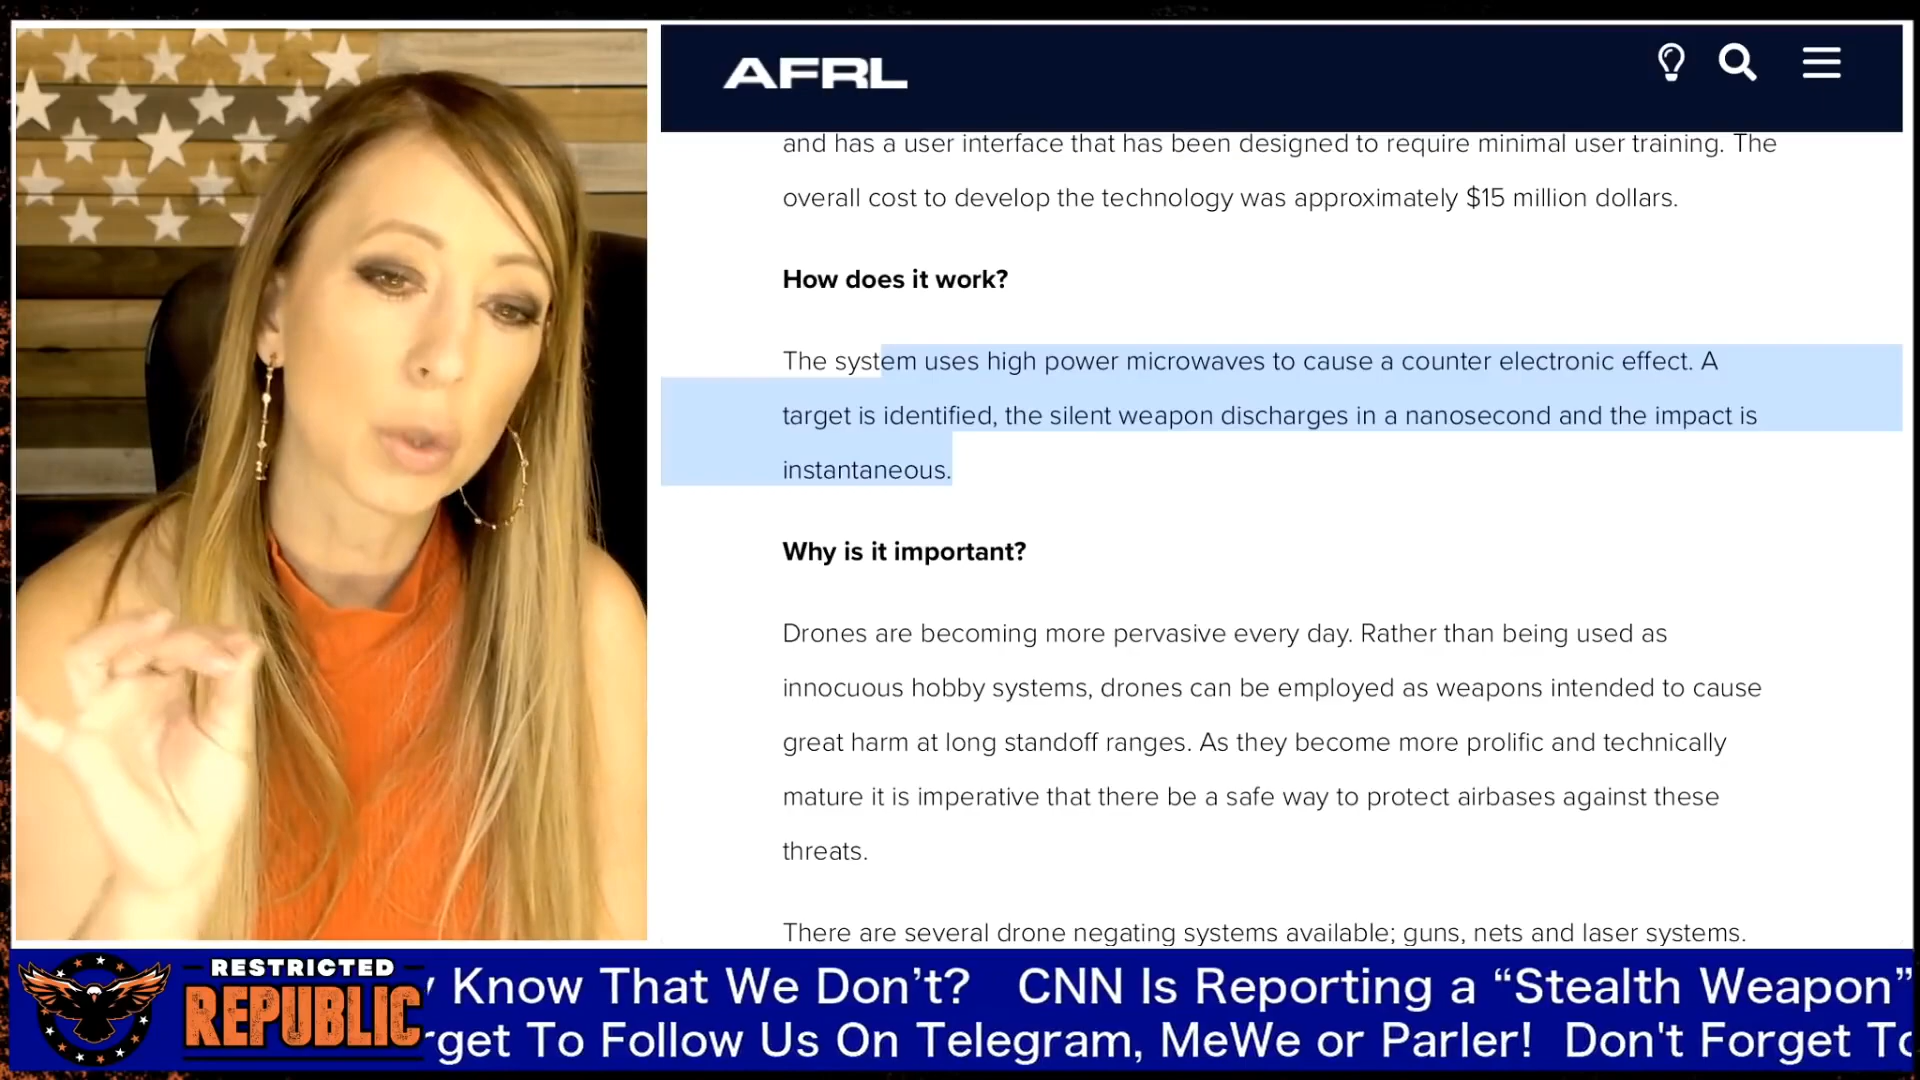 AFRL
and has a user interface that has been designed to require minimal user training. The
overall cost to develop the technology was approximately $15 million dollars.
How does it work?
The system uses high power microwaves to cause a counter electronic effect. A
target is identified, the silent weapon discharges in a nanosecond and the impact is
instantaneous.
Why is it important?
Drones are becoming more pervasive every day. Rather than being used as
innocuous hobby systems, drones can be employed as weapons intended to cause
great harm at long standoff ranges. As they become more prolific and technically
mature it is imperative that there be a safe way to protect airbases against these
threats.
There are several drone negating systems available; guns, nets and laser systems.
RESTRICTED
REPUBLIC
Know That We Don't? CNN Is Reporting a “Stealth Weapon”
rget To Follow Us On Telegram, MeWe or Parler! Don't Forget To